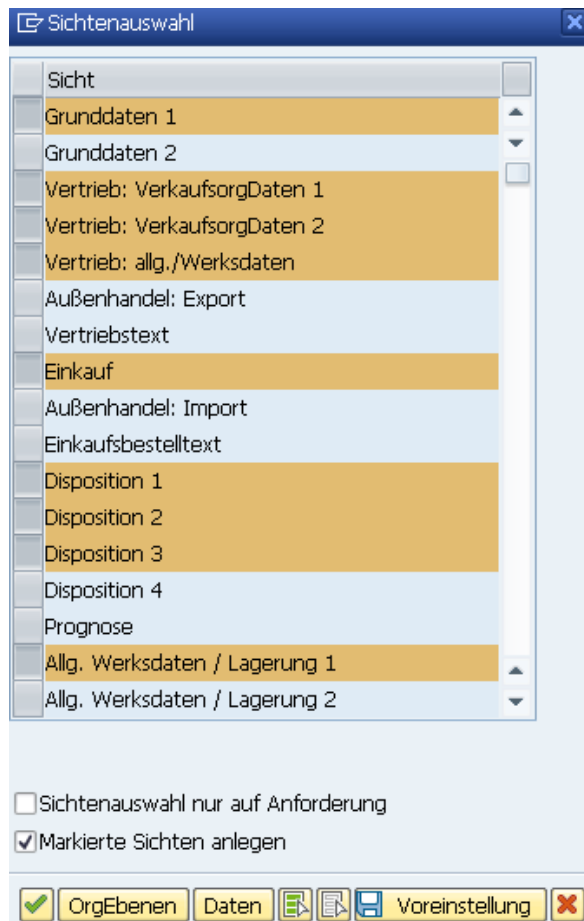 Sichtenauswahl
Sicht
Grunddaten 1
Grunddaten 2
Vertrieb: VerkaufsorgDaten 1
Vertrieb: VerkaufsorgDaten 2
Vertrieb: allg./Werksdaten
Außenhandel: Export
Vertriebstext
Einkauf
Außenhandel: Import
Einkaufsbestelltext
Disposition 1
Disposition 2
Disposition 3
Disposition 4
Prognose
Allg. Werksdaten / Lagerung 1
Allg. Werksdaten / Lagerung 2
Sichtenauswahl nur auf Anforderung
Markierte Sichten anlegen
OrgEbenen Daten Voreinstellung